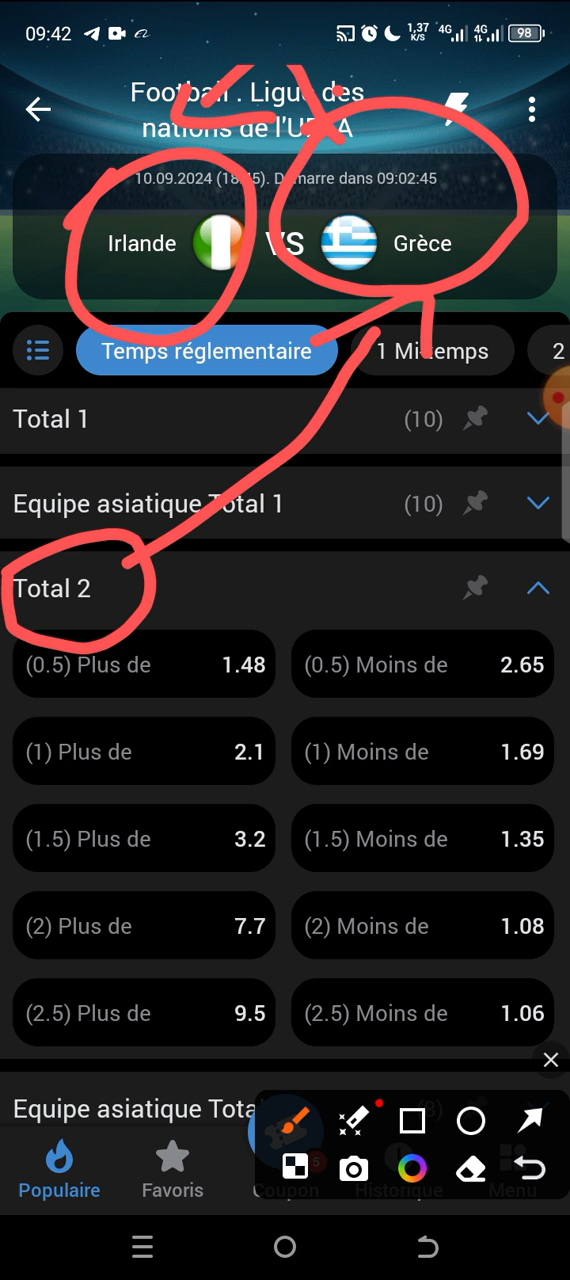 09:42
1,37 K/S 4G 4G 98
Football . Ligue des
nations de l'UEFA
10.09.2024 (18:45). Démarre dans 09:02:45
Irlande VS Grèce
Temps réglementaire
1 Mi-temps
2
Total 1 (10)
Equipe asiatique Total 1 (10)
Total 2
(0.5) Plus de 1.48
(0.5) Moins de 2.65
(1) Plus de 2.1
(1) Moins de 1.69
(1.5) Plus de 3.2
(1.5) Moins de 1.35
(2) Plus de 7.7
(2) Moins de 1.08
(2.5) Plus de 9.5
(2.5) Moins de 1.06
Equipe asiatique Tota
Populaire
Favoris
Coupon
Historique
Menu